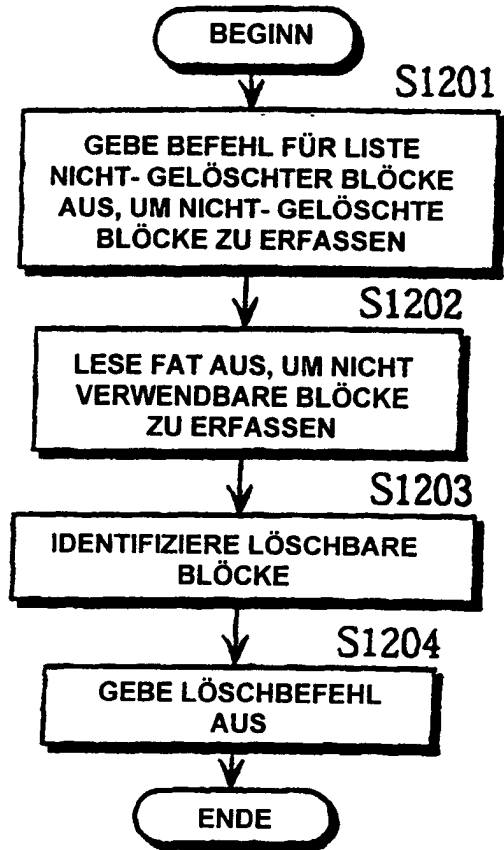 BEGINN
S1201
GEBE BEFEHL FÜR LISTE
NICHT- GELÖSCHTER BLÖCKE
AUS, UM NICHT- GELÖSCHTE
BLÖCKE ZU ERFASSEN
S1202
LESE FAT AUS, UM NICHT
VERWENDBARE BLÖCKE
ZU ERFASSEN
S1203
IDENTIFIZIERE LÖSCHBARE
BLÖCKE
S1204
GEBE LÖSCHBEFEHL
AUS
ENDE